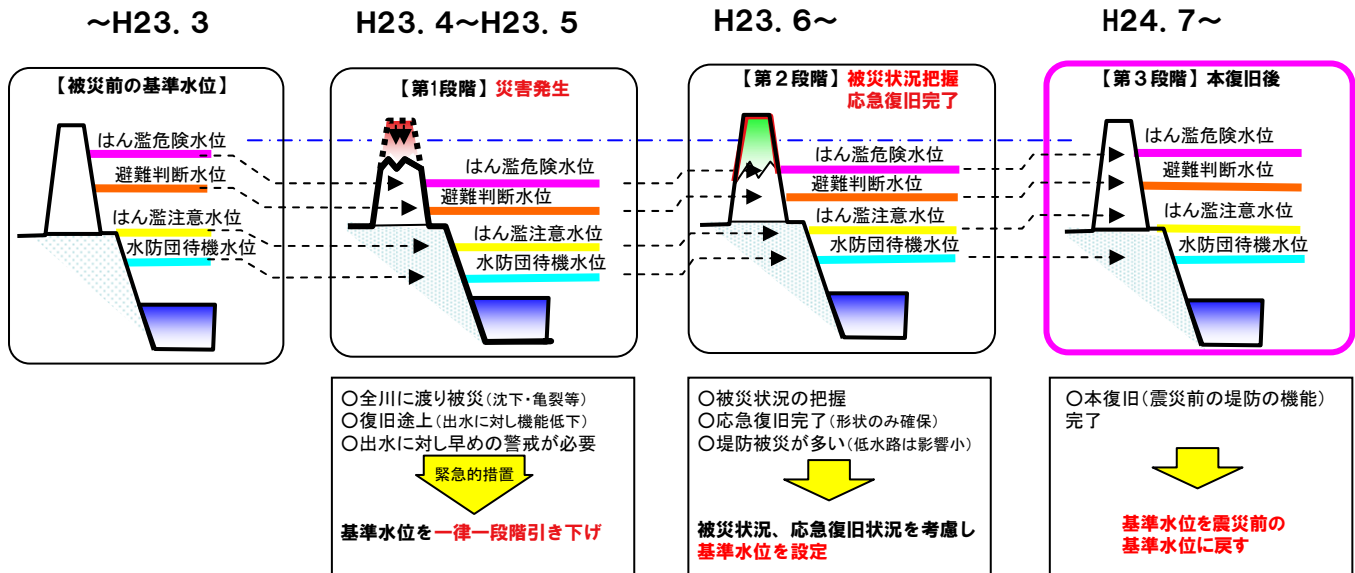 ～H23.3
H23.4～H23.5
H23.6～
H24.7～
【被災前の基準水位】
はん濫危険水位
避難判断水位
はん濫注意水位
水防団待機水位
【第1段階】災害発生
はん濫危険水位
避難判断水位
はん濫注意水位
水防団待機水位
【第２段階】被災状況把握
応急復旧完了
はん濫危険水位
避難判断水位
はん濫注意水位
水防団待機水位
【第３段階】本復旧後
はん濫危険水位
避難判断水位
はん濫注意水位
水防団待機水位
○全川に渡り被災（沈下・亀裂等）
○復旧途上（出水に対し機能低下）
○出水に対し早めの警戒が必要
緊急的措置
基準水位を一律一段階引き下げ
○被災状況の把握
○応急復旧完了（形状のみ確保）
○堤防被災が多い（低水路は影響小）
被災状況、応急復旧状況を考慮し
基準水位を設定
○本復旧（震災前の堤防の機能）
完了
基準水位を震災前の
基準水位に戻す